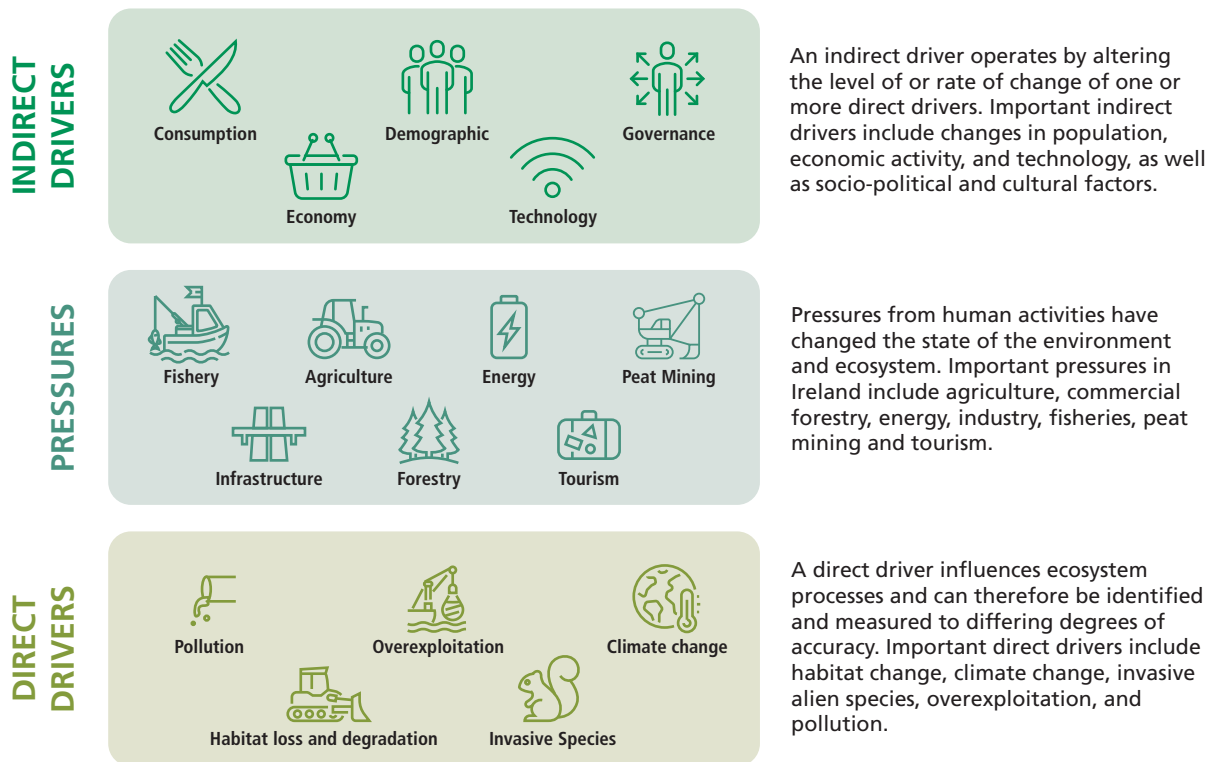 INDIRECT
DRIVERS
Consumption
Demographic
Governance
Economy
Technology
An indirect driver operates by altering
the level of or rate of change of one or
more direct drivers. Important indirect
drivers include changes in population,
economic activity, and technology, as well
as socio-political and cultural factors.
PRESSURES
Fishery
Agriculture
Energy
Peat Mining
Infrastructure
Forestry
Tourism
Pressures from human activities have
changed the state of the environment
and ecosystem. Important pressures in
Ireland include agriculture, commercial
forestry, energy, industry, fisheries, peat
mining and tourism.
DIRECT
DRIVERS
Pollution
Overexploitation
Climate change
Habitat loss and degradation
Invasive Species
A direct driver influences ecosystem
processes and can therefore be identified
and measured to differing degrees of
accuracy. Important direct drivers include
habitat change, climate change, invasive
alien species, overexploitation, and
pollution.